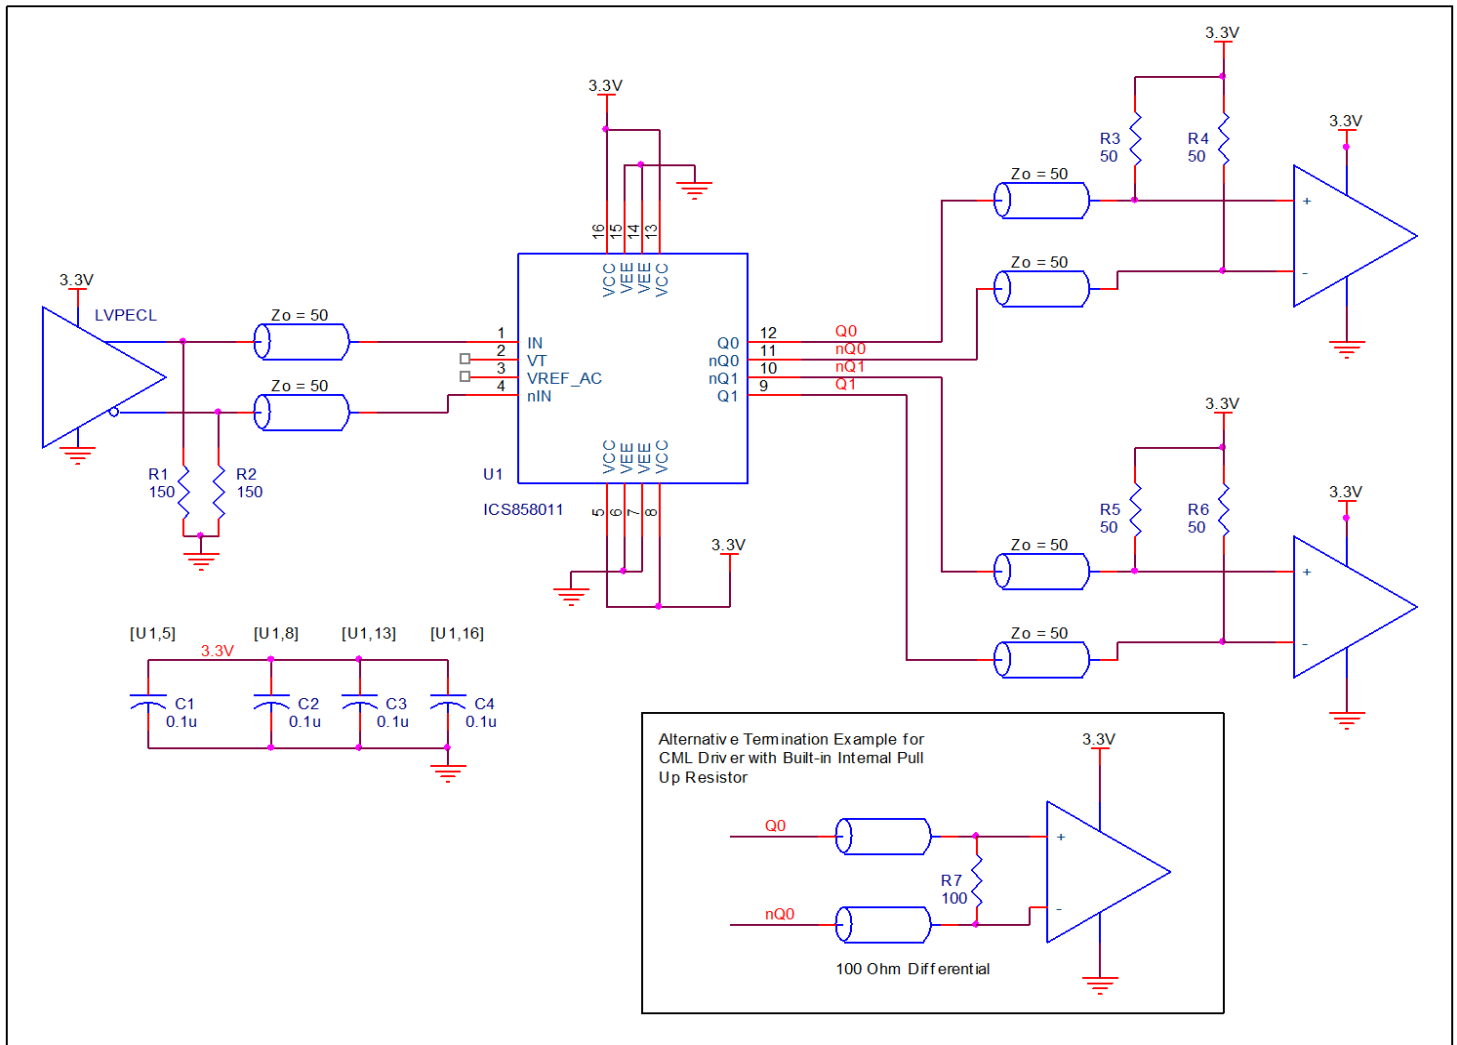 3.3V
3.3V
3.3V
R3
50
R4
50
Zo = 50
+
Zo = 50
-
16
15
14
13
VCC
VEE
VEE
VCC
3.3V
LVPECL
Zo = 50
Zo = 50
R1
150
R2
150
1
IN
2
VT
3
VREF_AC
4
nIN
Q0
12
Q0
nQ0
11
nQ0
nQ1
10
nQ1
Q1
9
Q1
VCC
VEE
VEE
VCC
U1
ICS858011
5
6
7
8
3.3V
3.3V
3.3V
R5
50
R6
50
Zo = 50
+
Zo = 50
-
[U1,5]
[U1,8]
[U1,13]
[U1,16]
3.3V
C1
0.1u
C2
0.1u
C3
0.1u
C4
0.1u
Alternative Termination Example for
CML Driver with Built-in Internal Pull
Up Resistor
3.3V
Q0
+
R7
100
nQ0
-
100 Ohm Differential